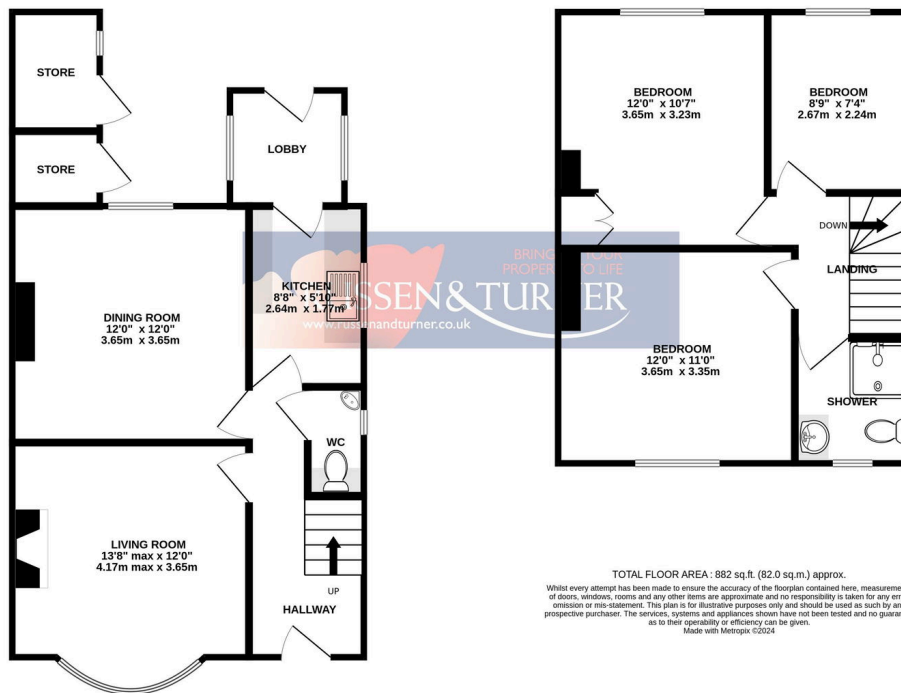 STORE
STORE
LOBBY
KITCHEN
8'8" x 5'10"
2.64m x 1.77m
DINING ROOM
12'0" x 12'0"
3.65m x 3.65m
WC
LIVING ROOM
13'8" max x 12'0"
4.17m max x 3.65m
UP
HALLWAY
BEDROOM
12'0" x 10'7"
3.65m x 3.23m
BEDROOM
8'9" x 7'4"
2.67m x 2.24m
DOWN
LANDING
BEDROOM
12'0" x 11'0"
3.65m x 3.35m
SHOWER
TO LIFE
& TURNER
www.russenandturner.co.uk
TOTAL FLOOR AREA : 882 sq.ft. (82.0 sq.m.) approx.
Whilst every attempt has been made to ensure the accuracy of the floorplan contained here,
of doors, windows, rooms and any other items are approximate and no responsibility is taken for any
omission or mis-statement. This plan is for illustrative purposes only and should be used as such by
prospective purchaser. The services, systems and appliances shown have not been tested and no
as to their operability or efficiency can be given.
Made with Metropix ©2024